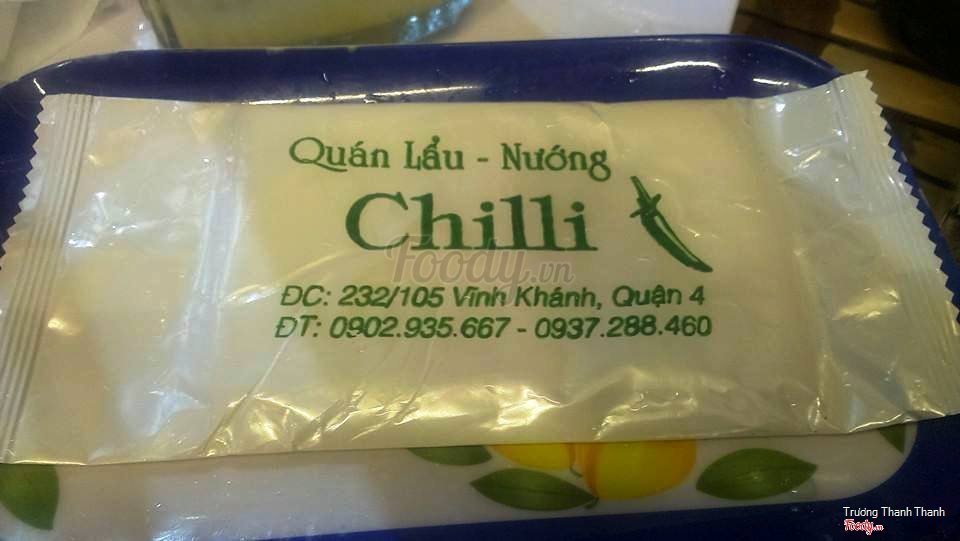 Quán Lẩu - Nướng
Chilli
Foody.vn
ĐC: 232/105 Vĩnh Khánh, Quận 4
ĐT: 0902.935.667 - 0937.288.460
Trương Thanh Thanh
Foody.vn